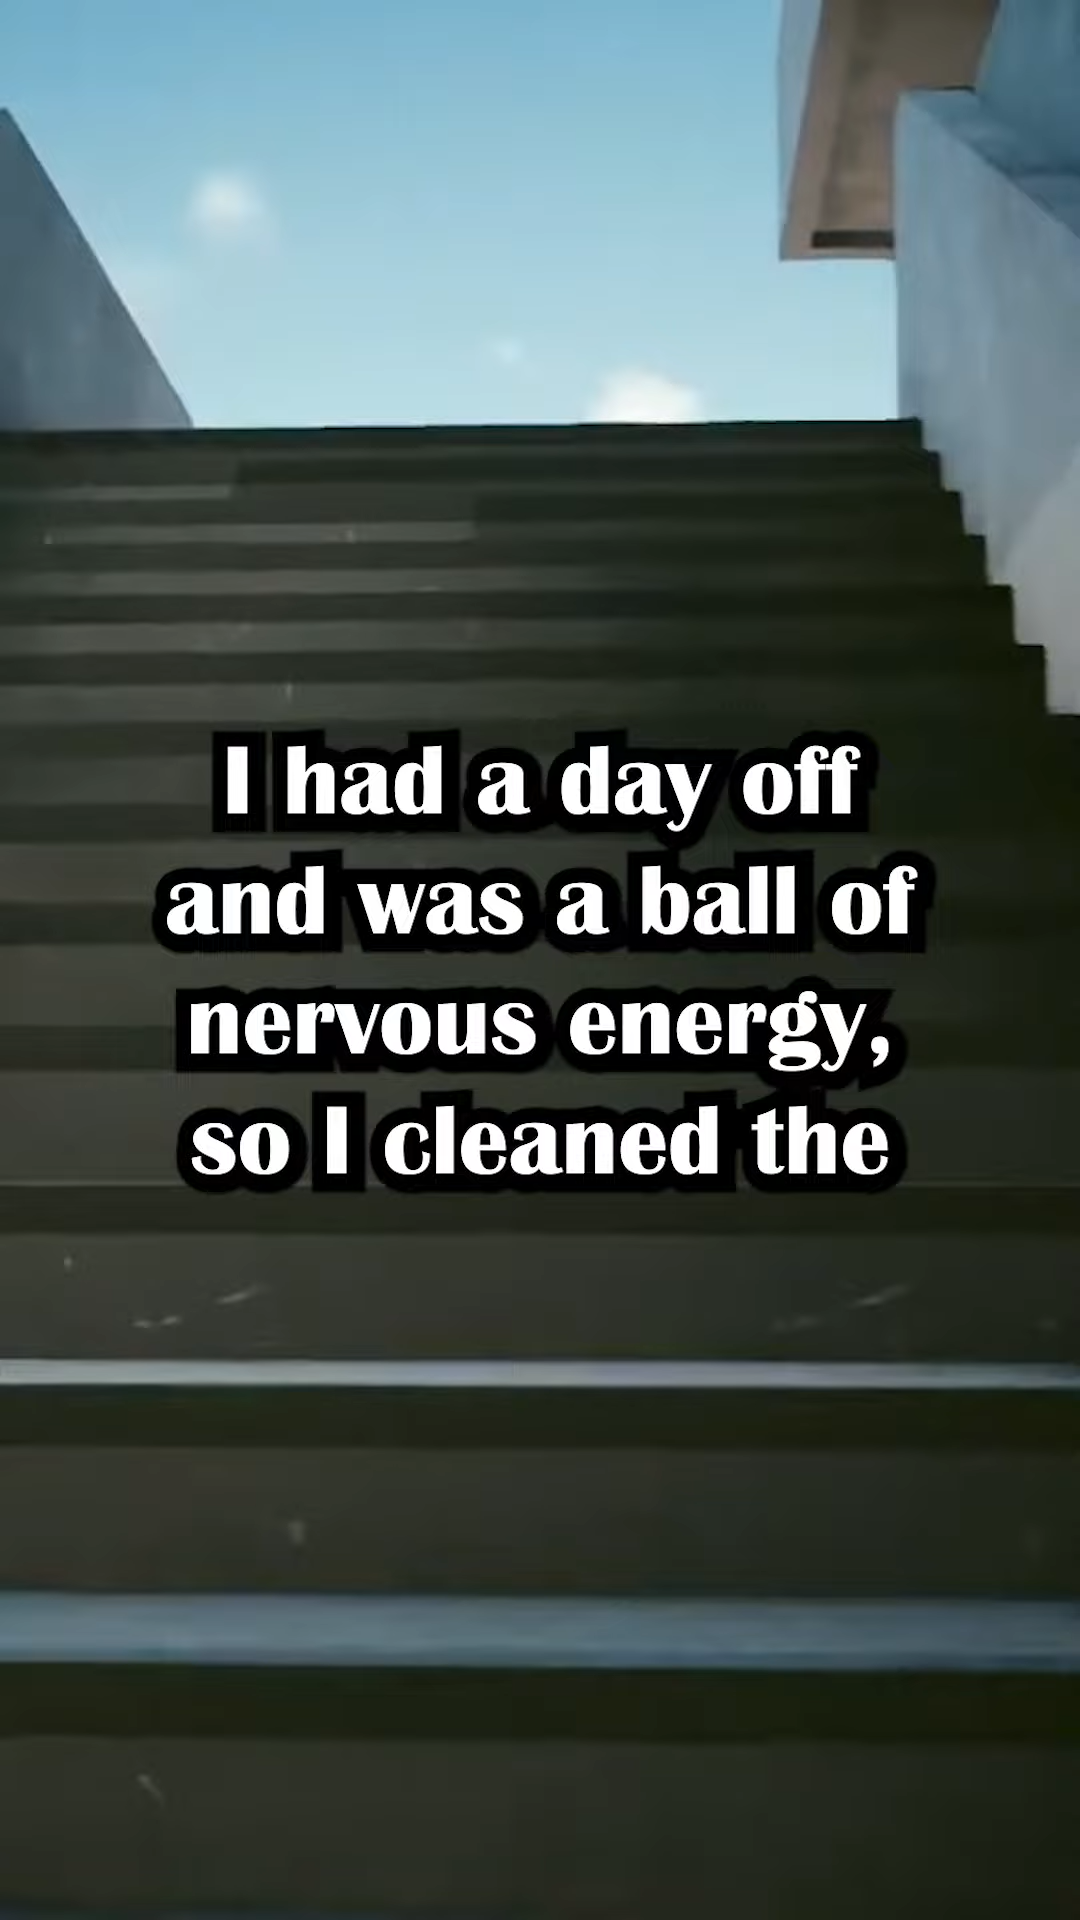 I had a day off
and was a ball of
nervous energy,
so I cleaned the